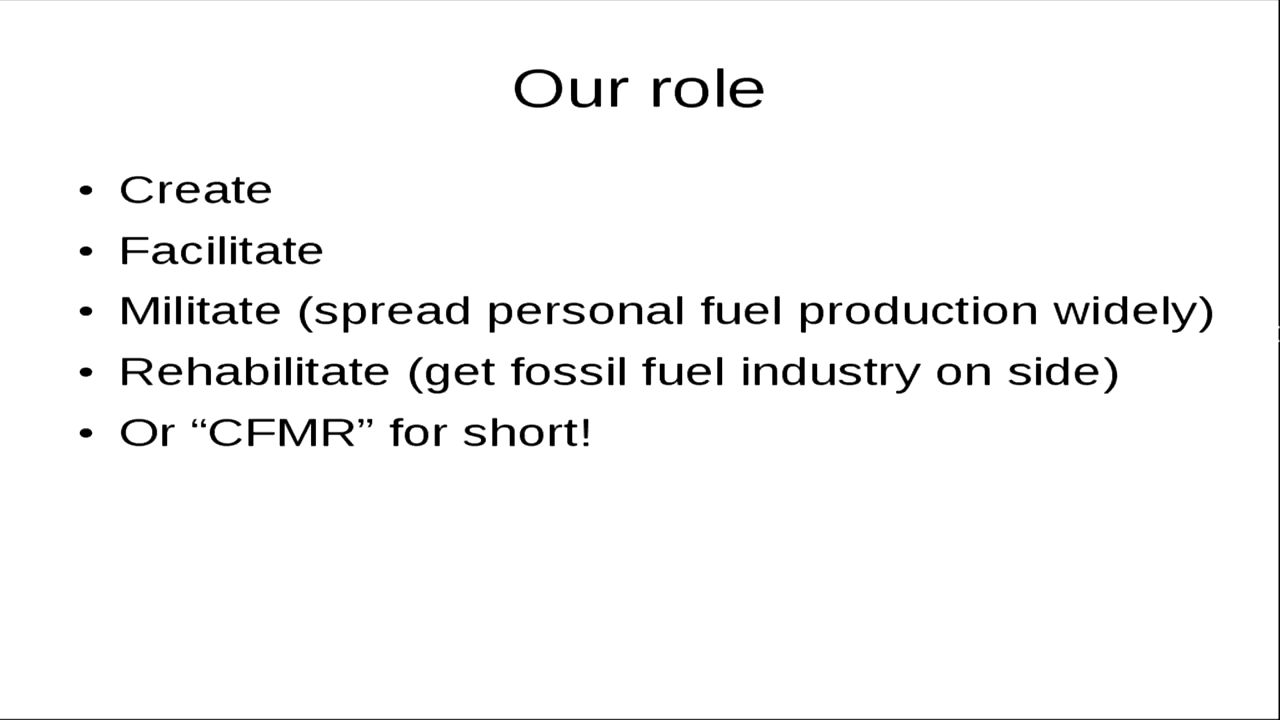 Our role
• Create
• Facilitate
• Militate (spread personal fuel production widely)
• Rehabilitate (get fossil fuel industry on side)
• Or “CFMR” for short!